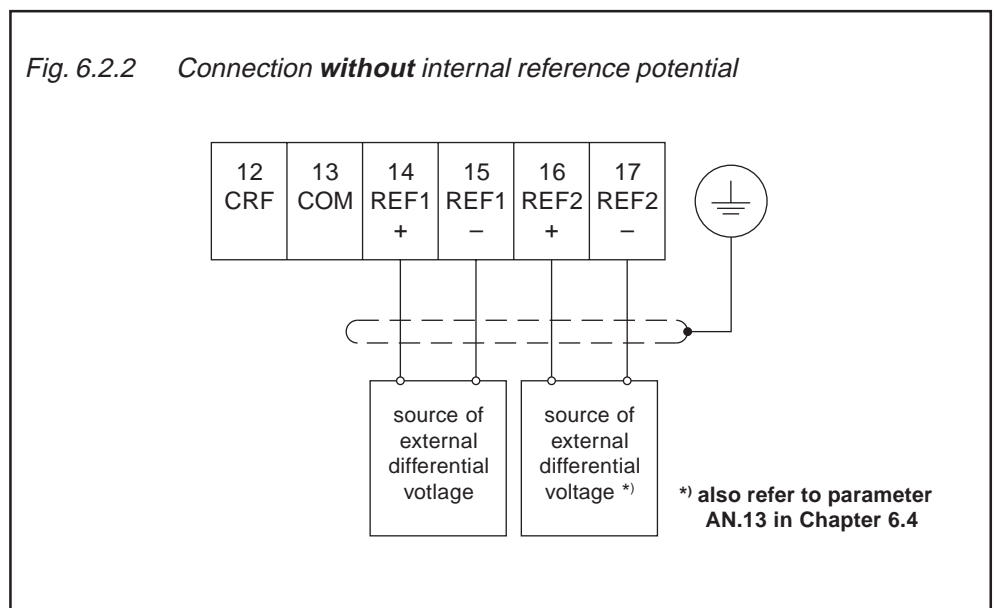 Fig. 6.2.2 Connection without internal reference potential
12 13 14 15 16 17
CRF COM REF1 REF1 REF2 REF2
+ – + –
source of
external
differential
votlage
source of
external
differential
voltage *)
*) also refer to parameter
AN.13 in Chapter 6.4